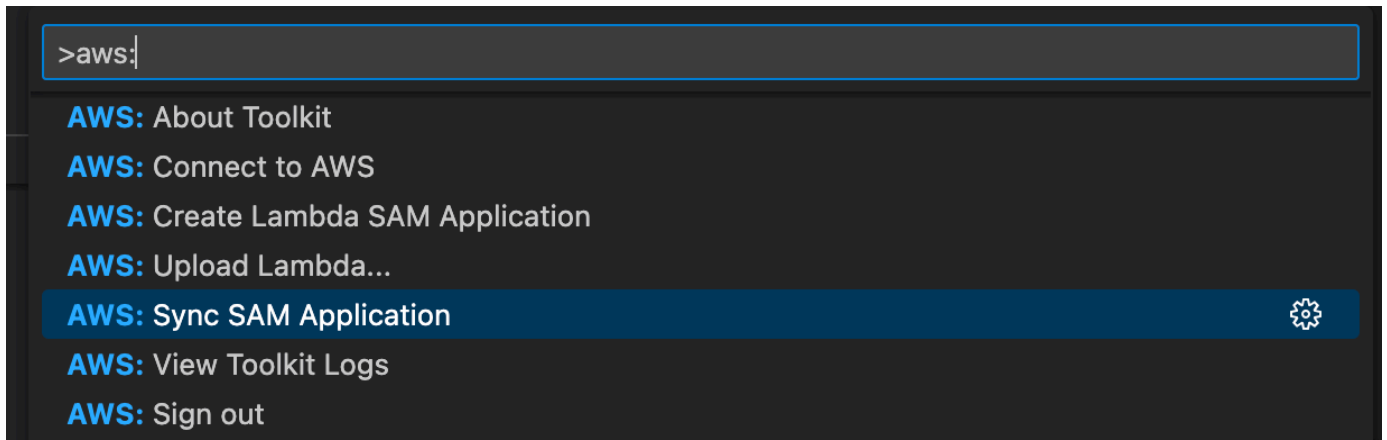 >aws:
AWS: About Toolkit
AWS: Connect to AWS
AWS: Create Lambda SAM Application
AWS: Upload Lambda...
AWS: Sync SAM Application
AWS: View Toolkit Logs
AWS: Sign out